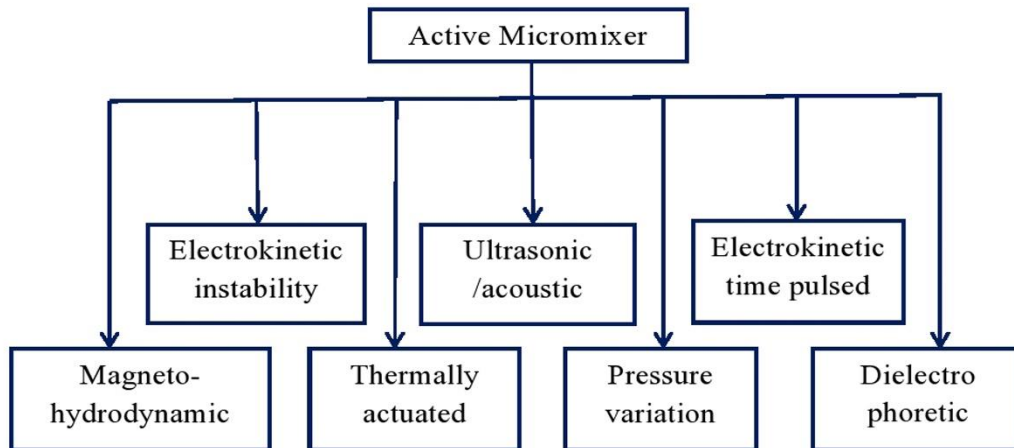 Active Micromixer
Electrokinetic
instability
Ultrasonic
/acoustic
Electrokinetic
time pulsed
Magneto-
hydrodynamic
Thermally
actuated
Pressure
variation
Dielectro
phoretic